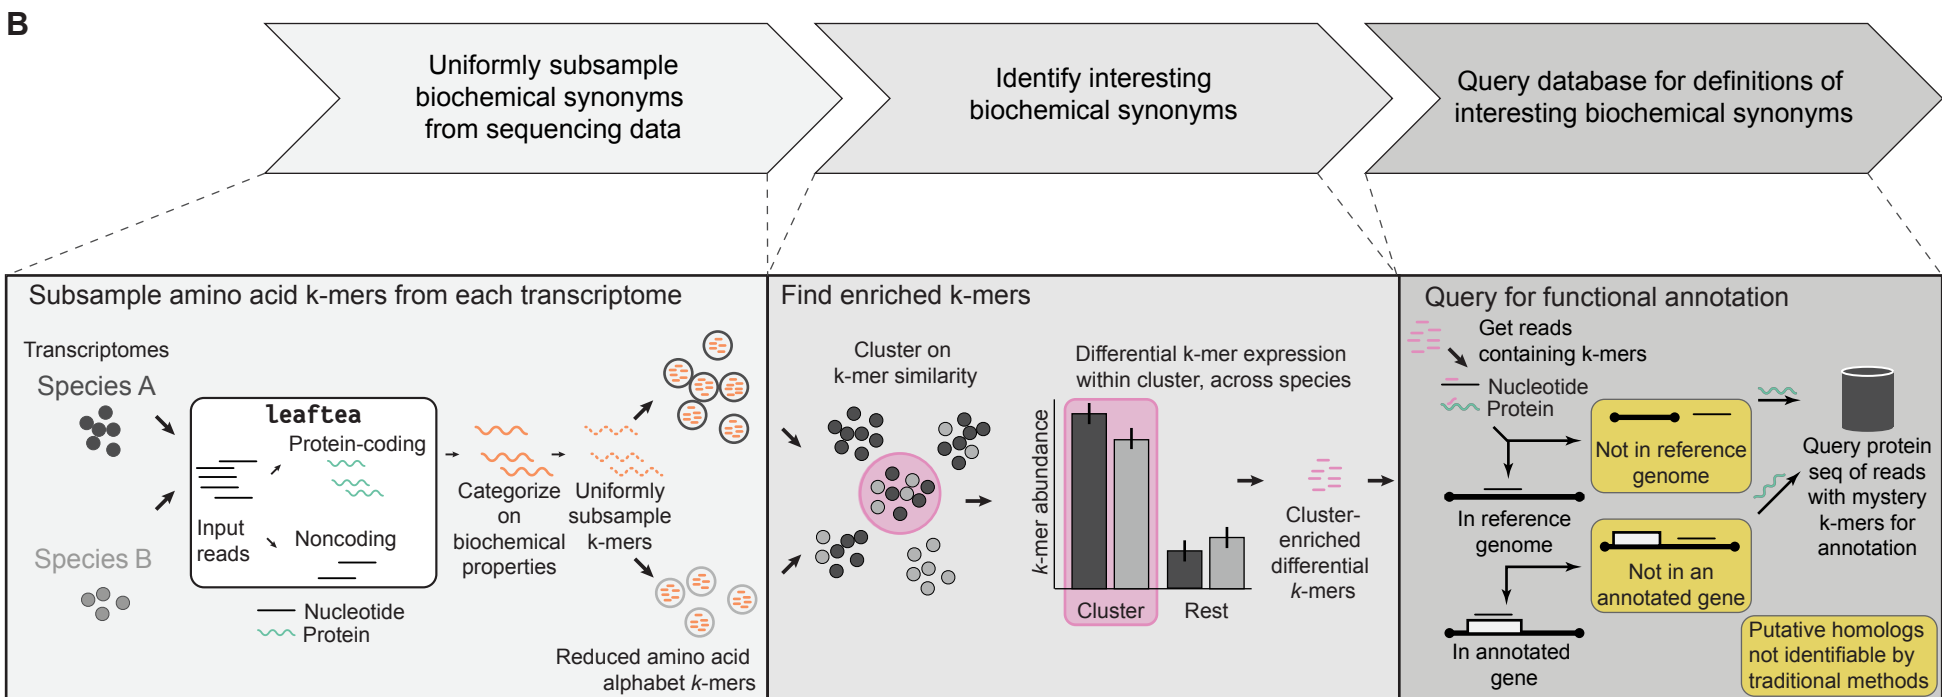 B
Uniformly subsample
biochemical synonyms
from sequencing data
Identify interesting
biochemical synonyms
Query database for definitions of
interesting biochemical synonyms
Subsample amino acid k-mers from each transcriptome
Transcriptomes
Species A
Species B
leaftea
Protein-coding
Input
reads
Noncoding
Nucleotide
Protein
Categorize
on
biochemical
properties
Uniformly
subsample
k-mers
Reduced amino acid
alphabet k-mers
Find enriched k-mers
Cluster on
k-mer similarity
Differential k-mer expression
within cluster, across species
k-mer abundance
Cluster
Rest
Cluster-
enriched
differential
k-mers
Query for functional annotation
Get reads
containing k-mers
Nucleotide
Protein
Not in reference
genome
In reference
genome
Not in an
annotated gene
In annotated
gene
Query protein
seq of reads
with mystery
k-mers for
annotation
Putative homologs
not identifiable by
traditional methods